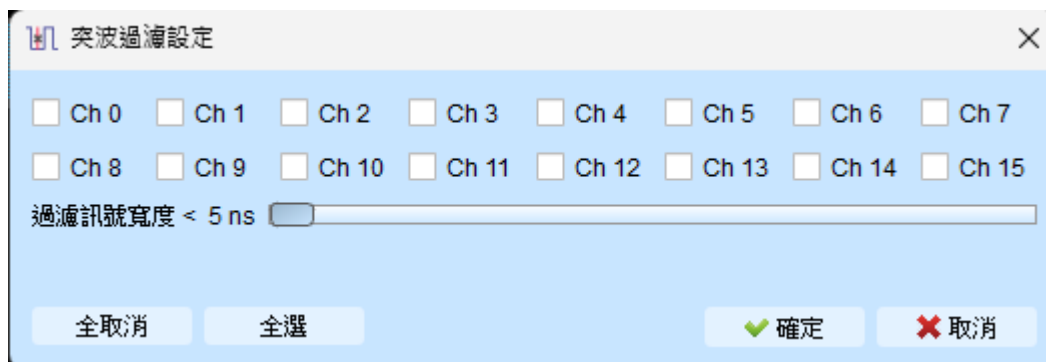 突波過濾設定
Ch 0 Ch 1 Ch 2 Ch 3 Ch 4 Ch 5 Ch 6 Ch 7
Ch 8 Ch 9 Ch 10 Ch 11 Ch 12 Ch 13 Ch 14 Ch 15
過濾訊號寬度 < 5 ns
全取消 全選 確定 取消